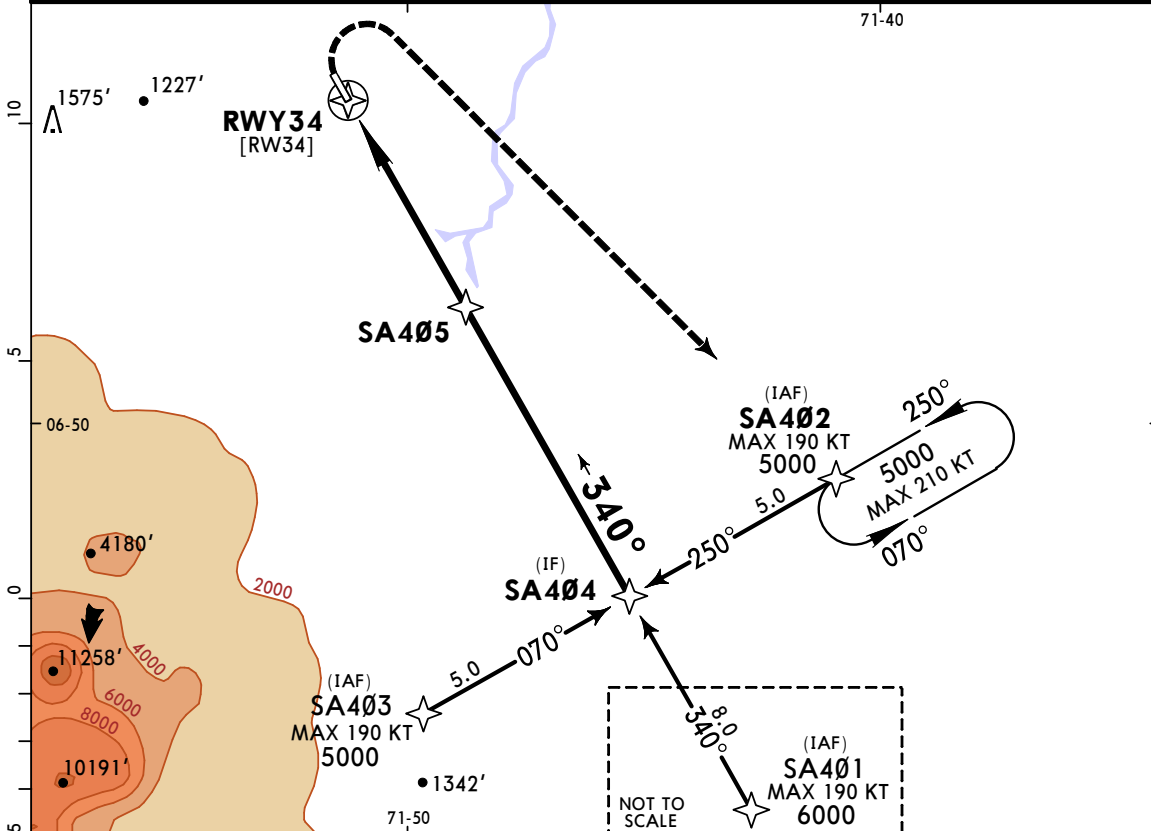 71-40
1575'
1227'
10
RWY34
[RW34]
SA4Ø5
5
06-50
(IAF)
SA4Ø2
MAX 190 KT
5000
250°
5000
MAX 210 KT
070°
5.0
250°
340°
(IF)
SA4Ø4
4180'
0
2000
070°
5.0
4000
11258'
6000
8000
(IAF)
SA4Ø3
MAX 190 KT
5000
8.0
340°
(IAF)
SA4Ø1
MAX 190 KT
6000
10191'
1342'
NOT TO
SCALE
71-50
5